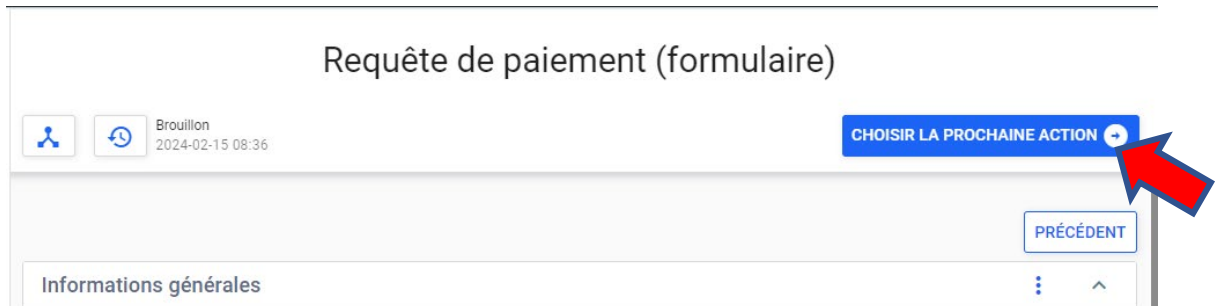 Requête de paiement (formulaire)
Brouillon
2024-02-15 08:36
CHOISIR LA PROCHAINE ACTION
PRÉCÉDENT
Informations générales